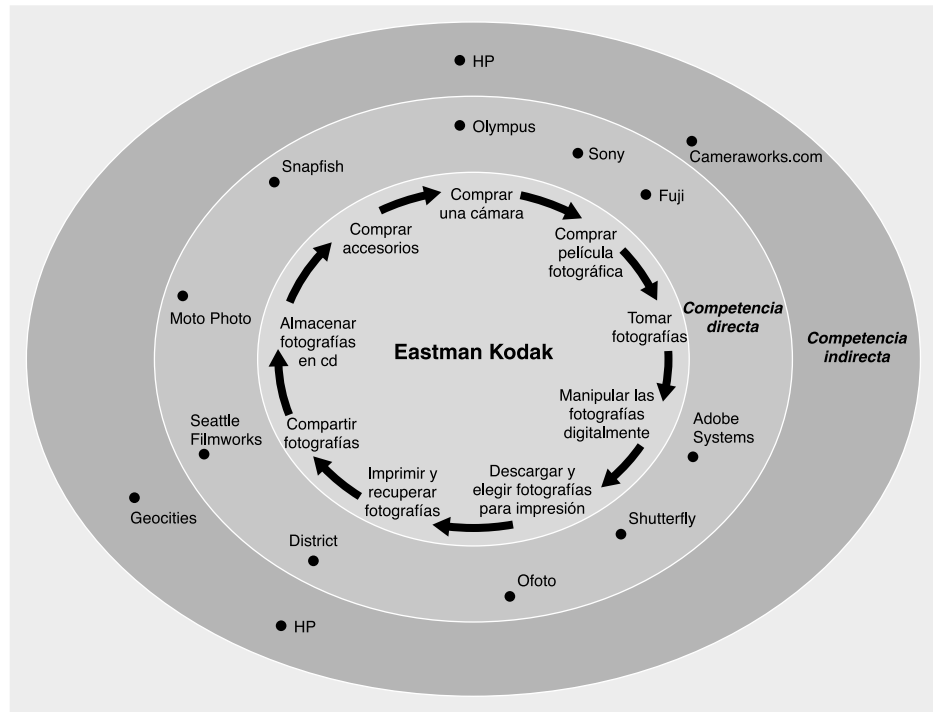 HP
Olympus
Sony
Cameraworks.com
Snapfish
Fuji
Comprar
una cámara
Comprar
accesorios
Comprar
película
fotográfica
Moto Photo
Almacenar
fotografías
en cd
Tomar
fotografías
Competencia
directa
Competencia
indirecta
Eastman Kodak
Manipular las
fotografías
digitalmente
Seattle
Filmworks
Compartir
fotografías
Adobe
Systems
Imprimir y
recuperar
fotografías
Descargar y
elegir fotografías
para impresión
Geocities
District
Shutterfly
Ofoto
HP